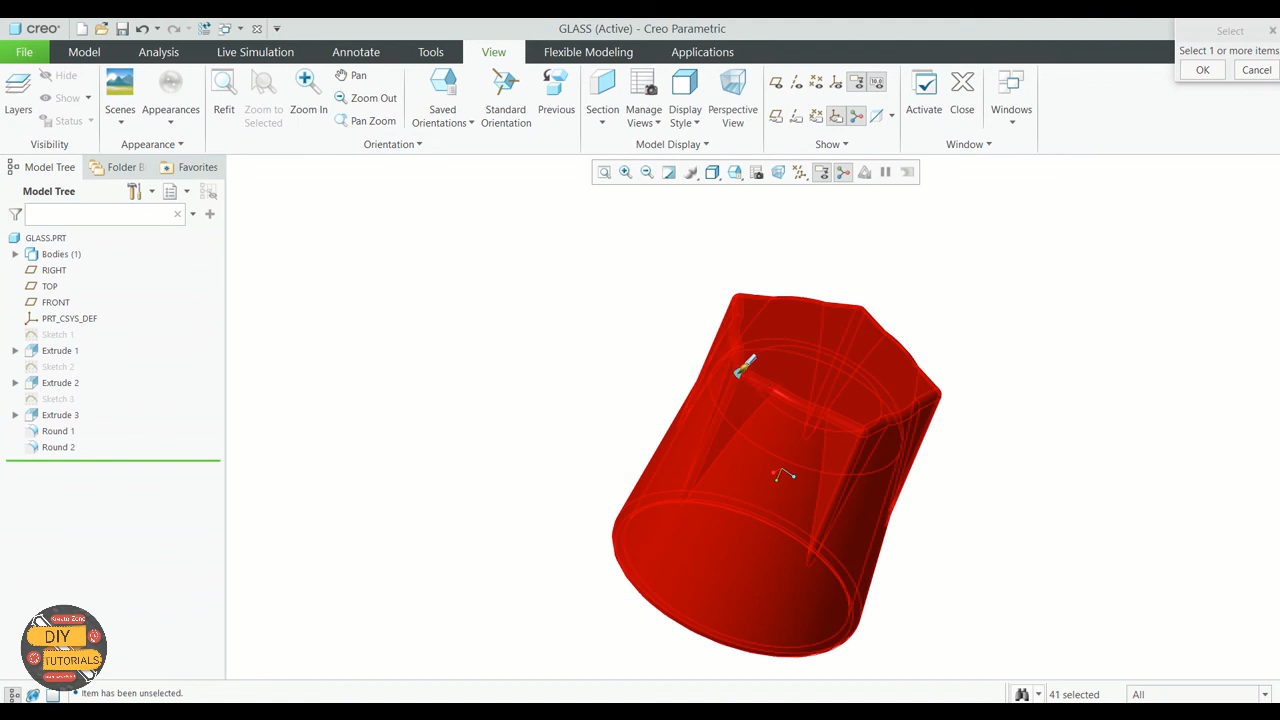 creo°
GLASS (Active) - Creo Parametric
Select
Select 1 or more items
OK
Cancel
File
Model
Analysis
Live Simulation
Annotate
Tools
View
Flexible Modeling
Applications
Layers
Hide
Show
Status
Visibility
Scenes
Appearances
Appearance
Refit
Zoom to
Selected
Zoom In
Pan
Zoom Out
Pan Zoom
Saved
Orientations
Standard
Orientation
Previous
Orientation
Section
Manage
Views
Display
Style
Perspective
View
Model Display
10.0
Show
Activate
Close
Windows
Window
Model Tree
Folder B
Favorites
Model Tree
GLASS.PRT
Bodies (1)
RIGHT
TOP
FRONT
PRT_CSYS_DEF
Sketch 1
Extrude 1
Sketch 2
Extrude 2
Sketch 3
Extrude 3
Round 1
Round 2
DIY
TUTORIALS
Item has been unselected.
41 selected
All